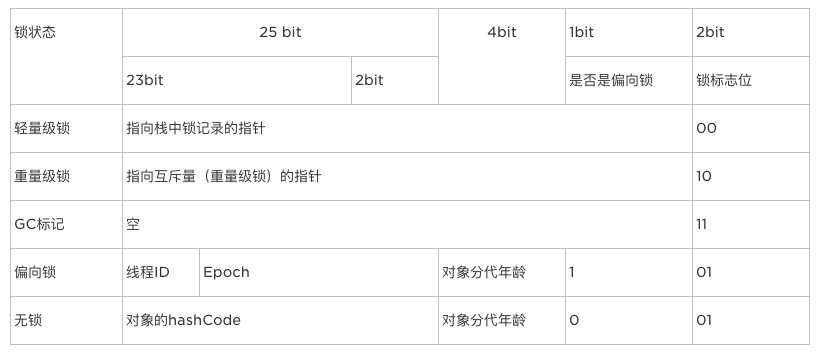 锁状态 25 bit 4bit 1bit 2bit
23bit 2bit 是否是偏向锁 锁标志位
轻量级锁 指向栈中锁记录的指针 00
重量级锁 指向互斥量（重量级锁）的指针 10
GC标记 空 11
偏向锁 线程ID Epoch 对象分代年龄 1 01
无锁 对象的hashCode 对象分代年龄 0 01